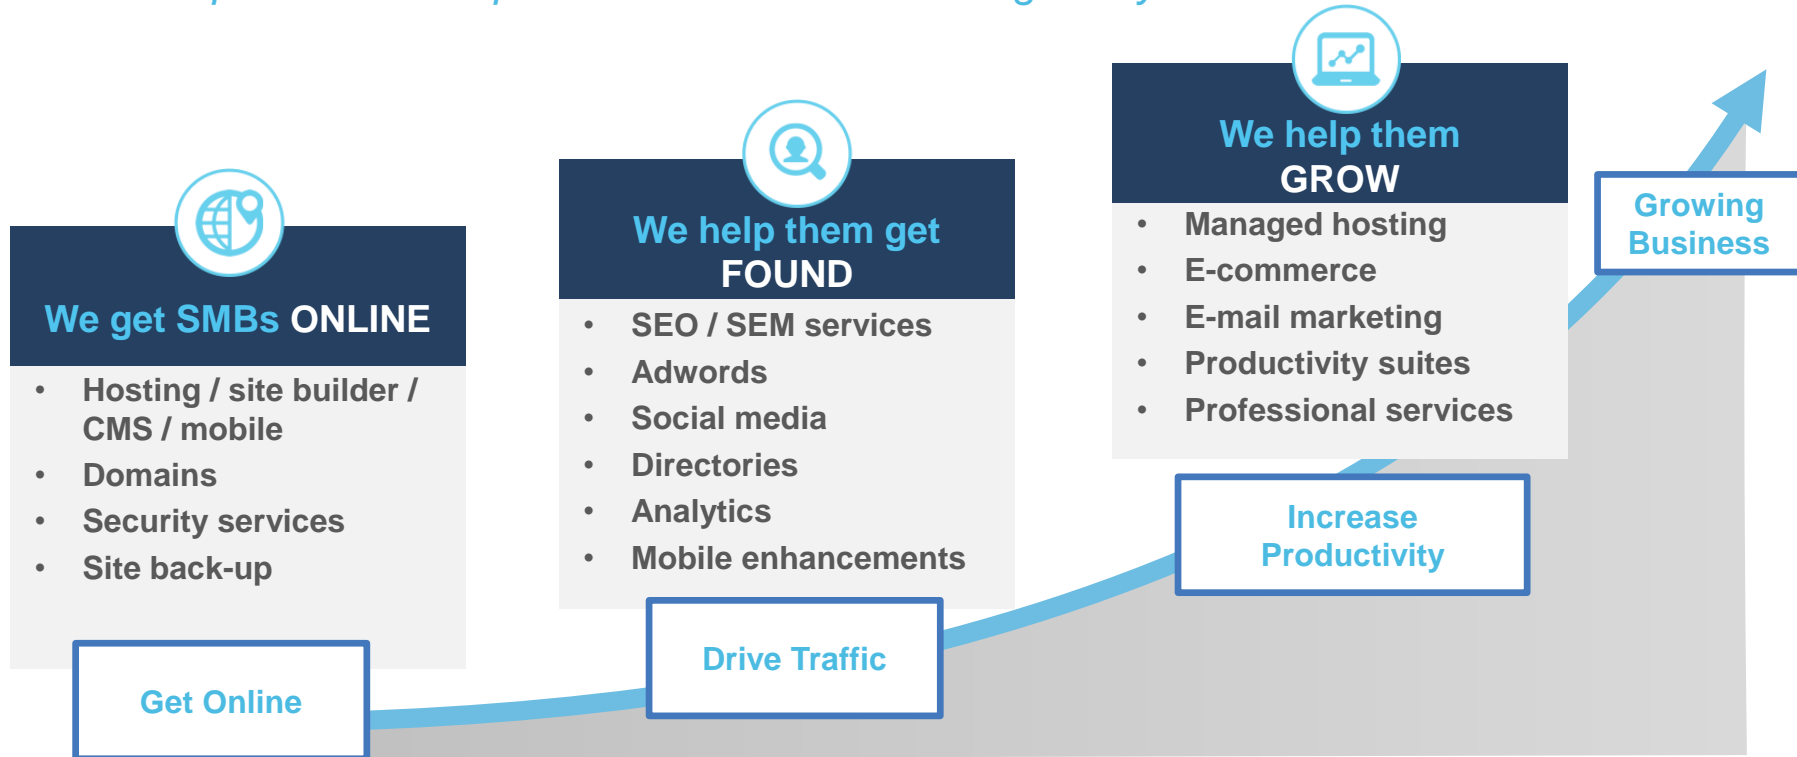 We get SMBs ONLINE
• Hosting / site builder /
CMS / mobile
• Domains
• Security services
• Site back-up
Get Online
We help them get
FOUND
• SEO / SEM services
• Adwords
• Social media
• Directories
• Analytics
• Mobile enhancements
Drive Traffic
We help them
GROW
• Managed hosting
• E-commerce
• E-mail marketing
• Productivity suites
• Professional services
Increase
Productivity
Growing
Business